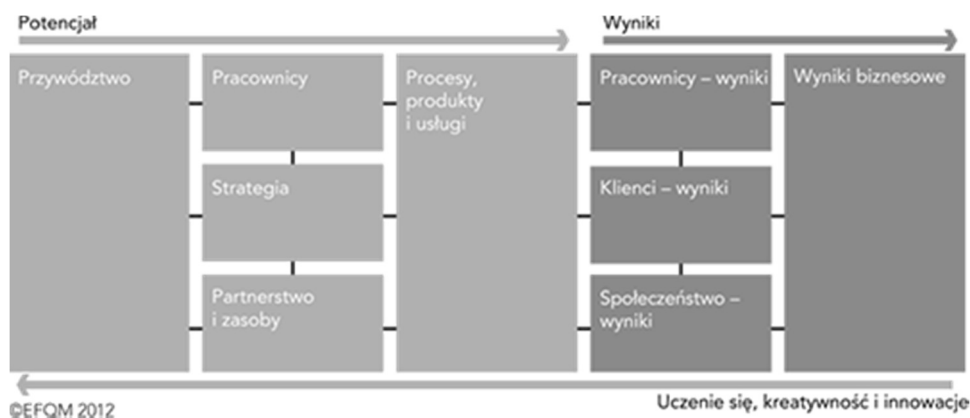 Potencjał
Wyniki
Przywództwo
Pracownicy
Procesy,
produkty
i usługi
Pracownicy – wyniki
Wyniki biznesowe
Strategia
Klienci – wyniki
Partnerstwo
i zasoby
Społeczeństwo –
wyniki
Uczenie się, kreatywność i innowacje
©EFQM 2012